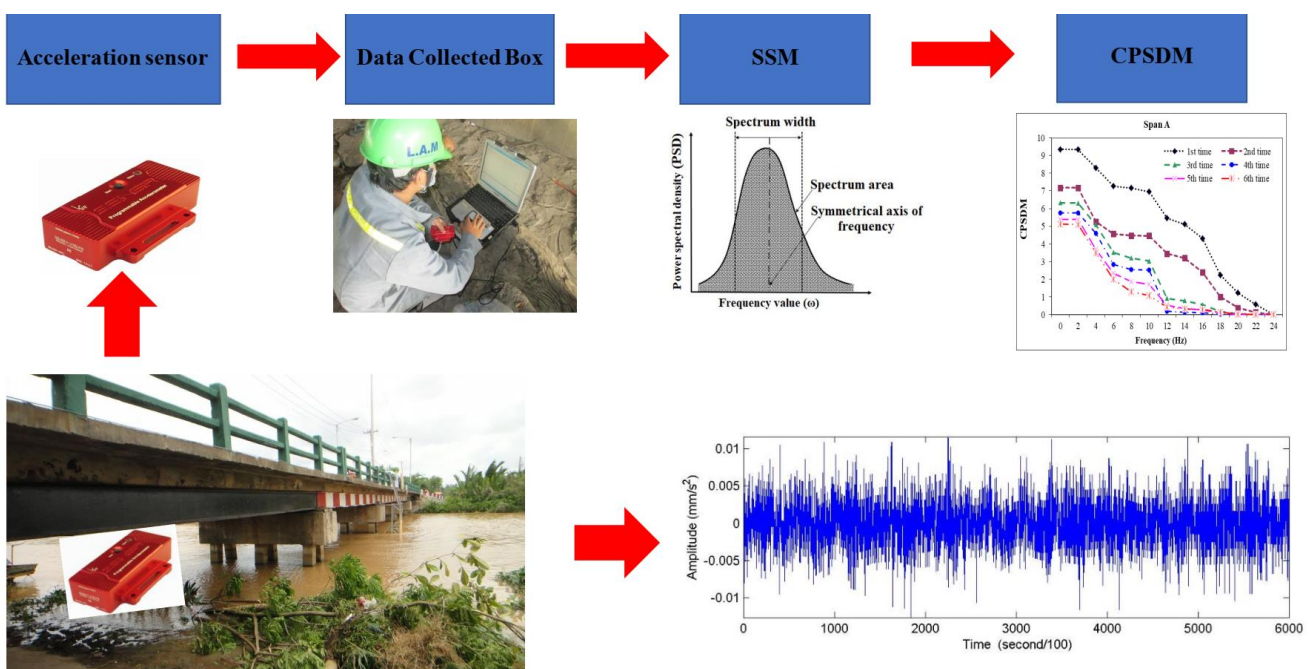 Acceleration sensor
Data Collected Box
SSM
CPSDM
Programmable Accelerometer
L.A.M
Spectrum width
Power spectral density (PSD)
Spectrum area
Symmetrical axis of
frequency
Frequency value (ω)
Span A
1st time
2nd time
3rd time
4th time
5th time
6th time
CPSDM
10
9
8
7
6
5
4
3
2
1
0
0 2 4 6 8 10 12 14 16 18 20 22 24
Frequency (Hz)
Programmable Accelerometer
Amplitude (mm/s²)
0.01
0.005
0
-0.005
-0.01
0 1000 2000 3000 4000 5000 6000
Time (second/100)